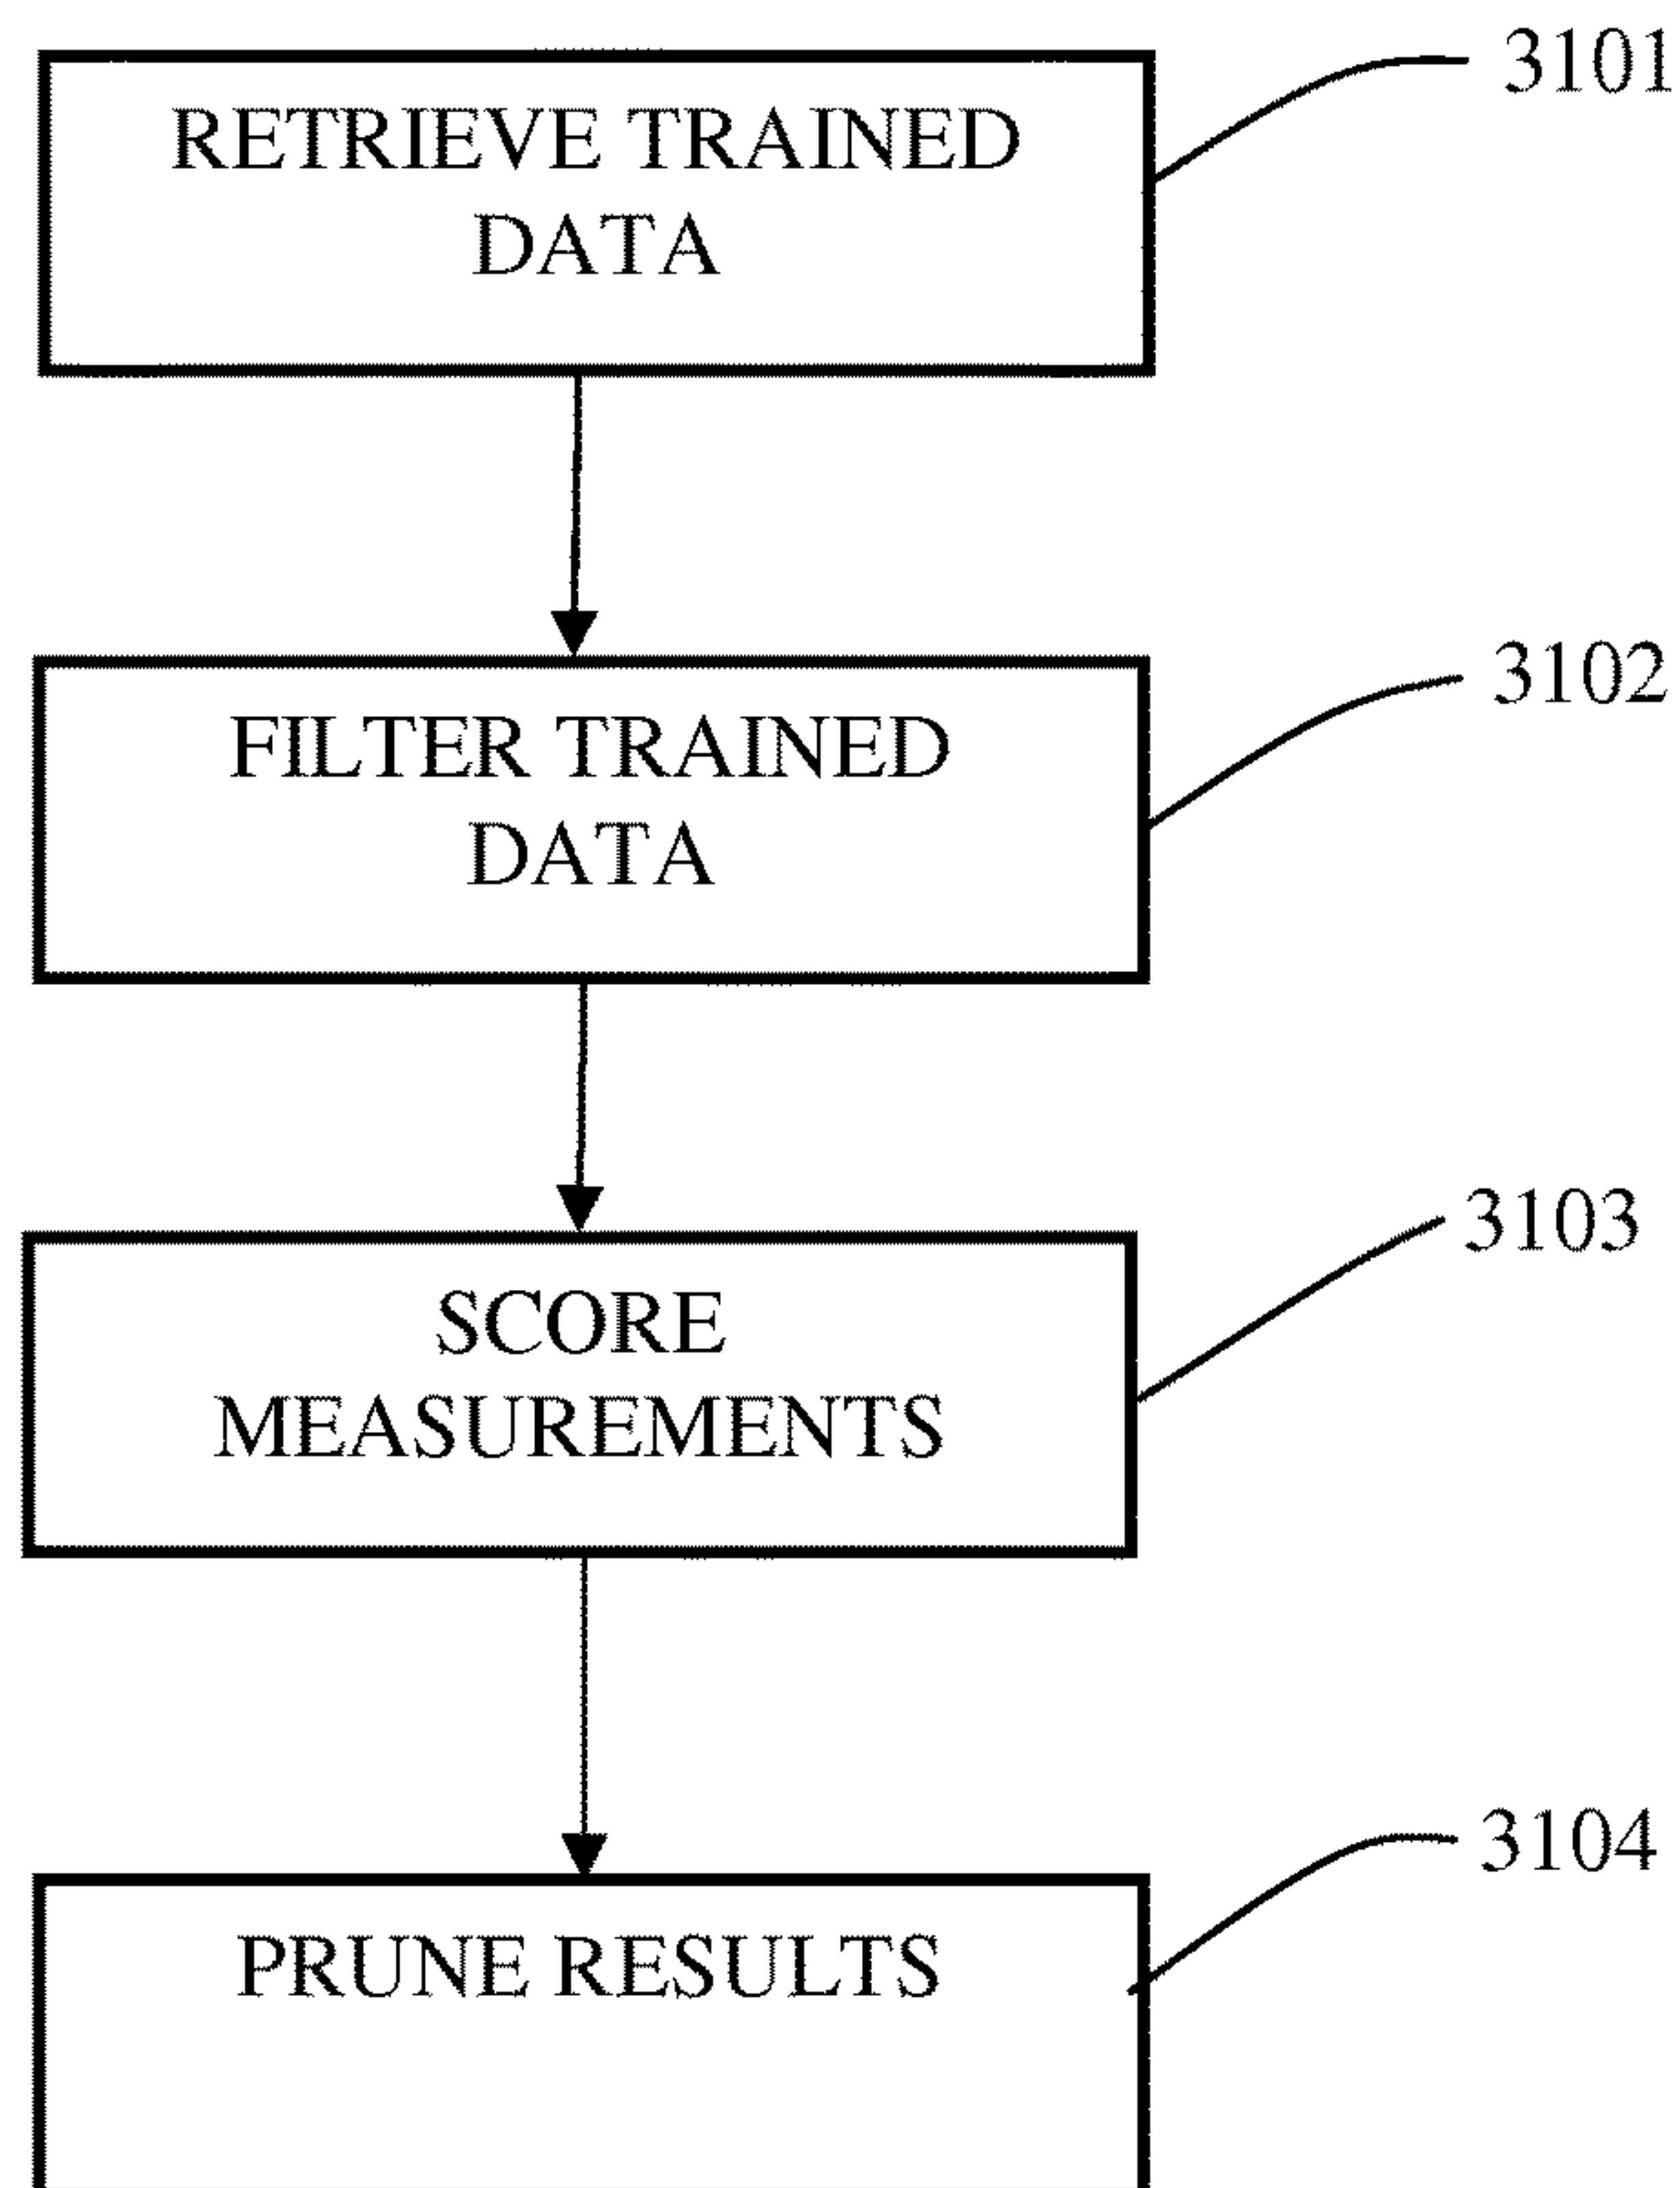 3101
RETRIEVE TRAINED
DATA
3102
FILTER TRAINED
DATA
3103
SCORE
MEASUREMENTS
3104
PRUNE RESULTS